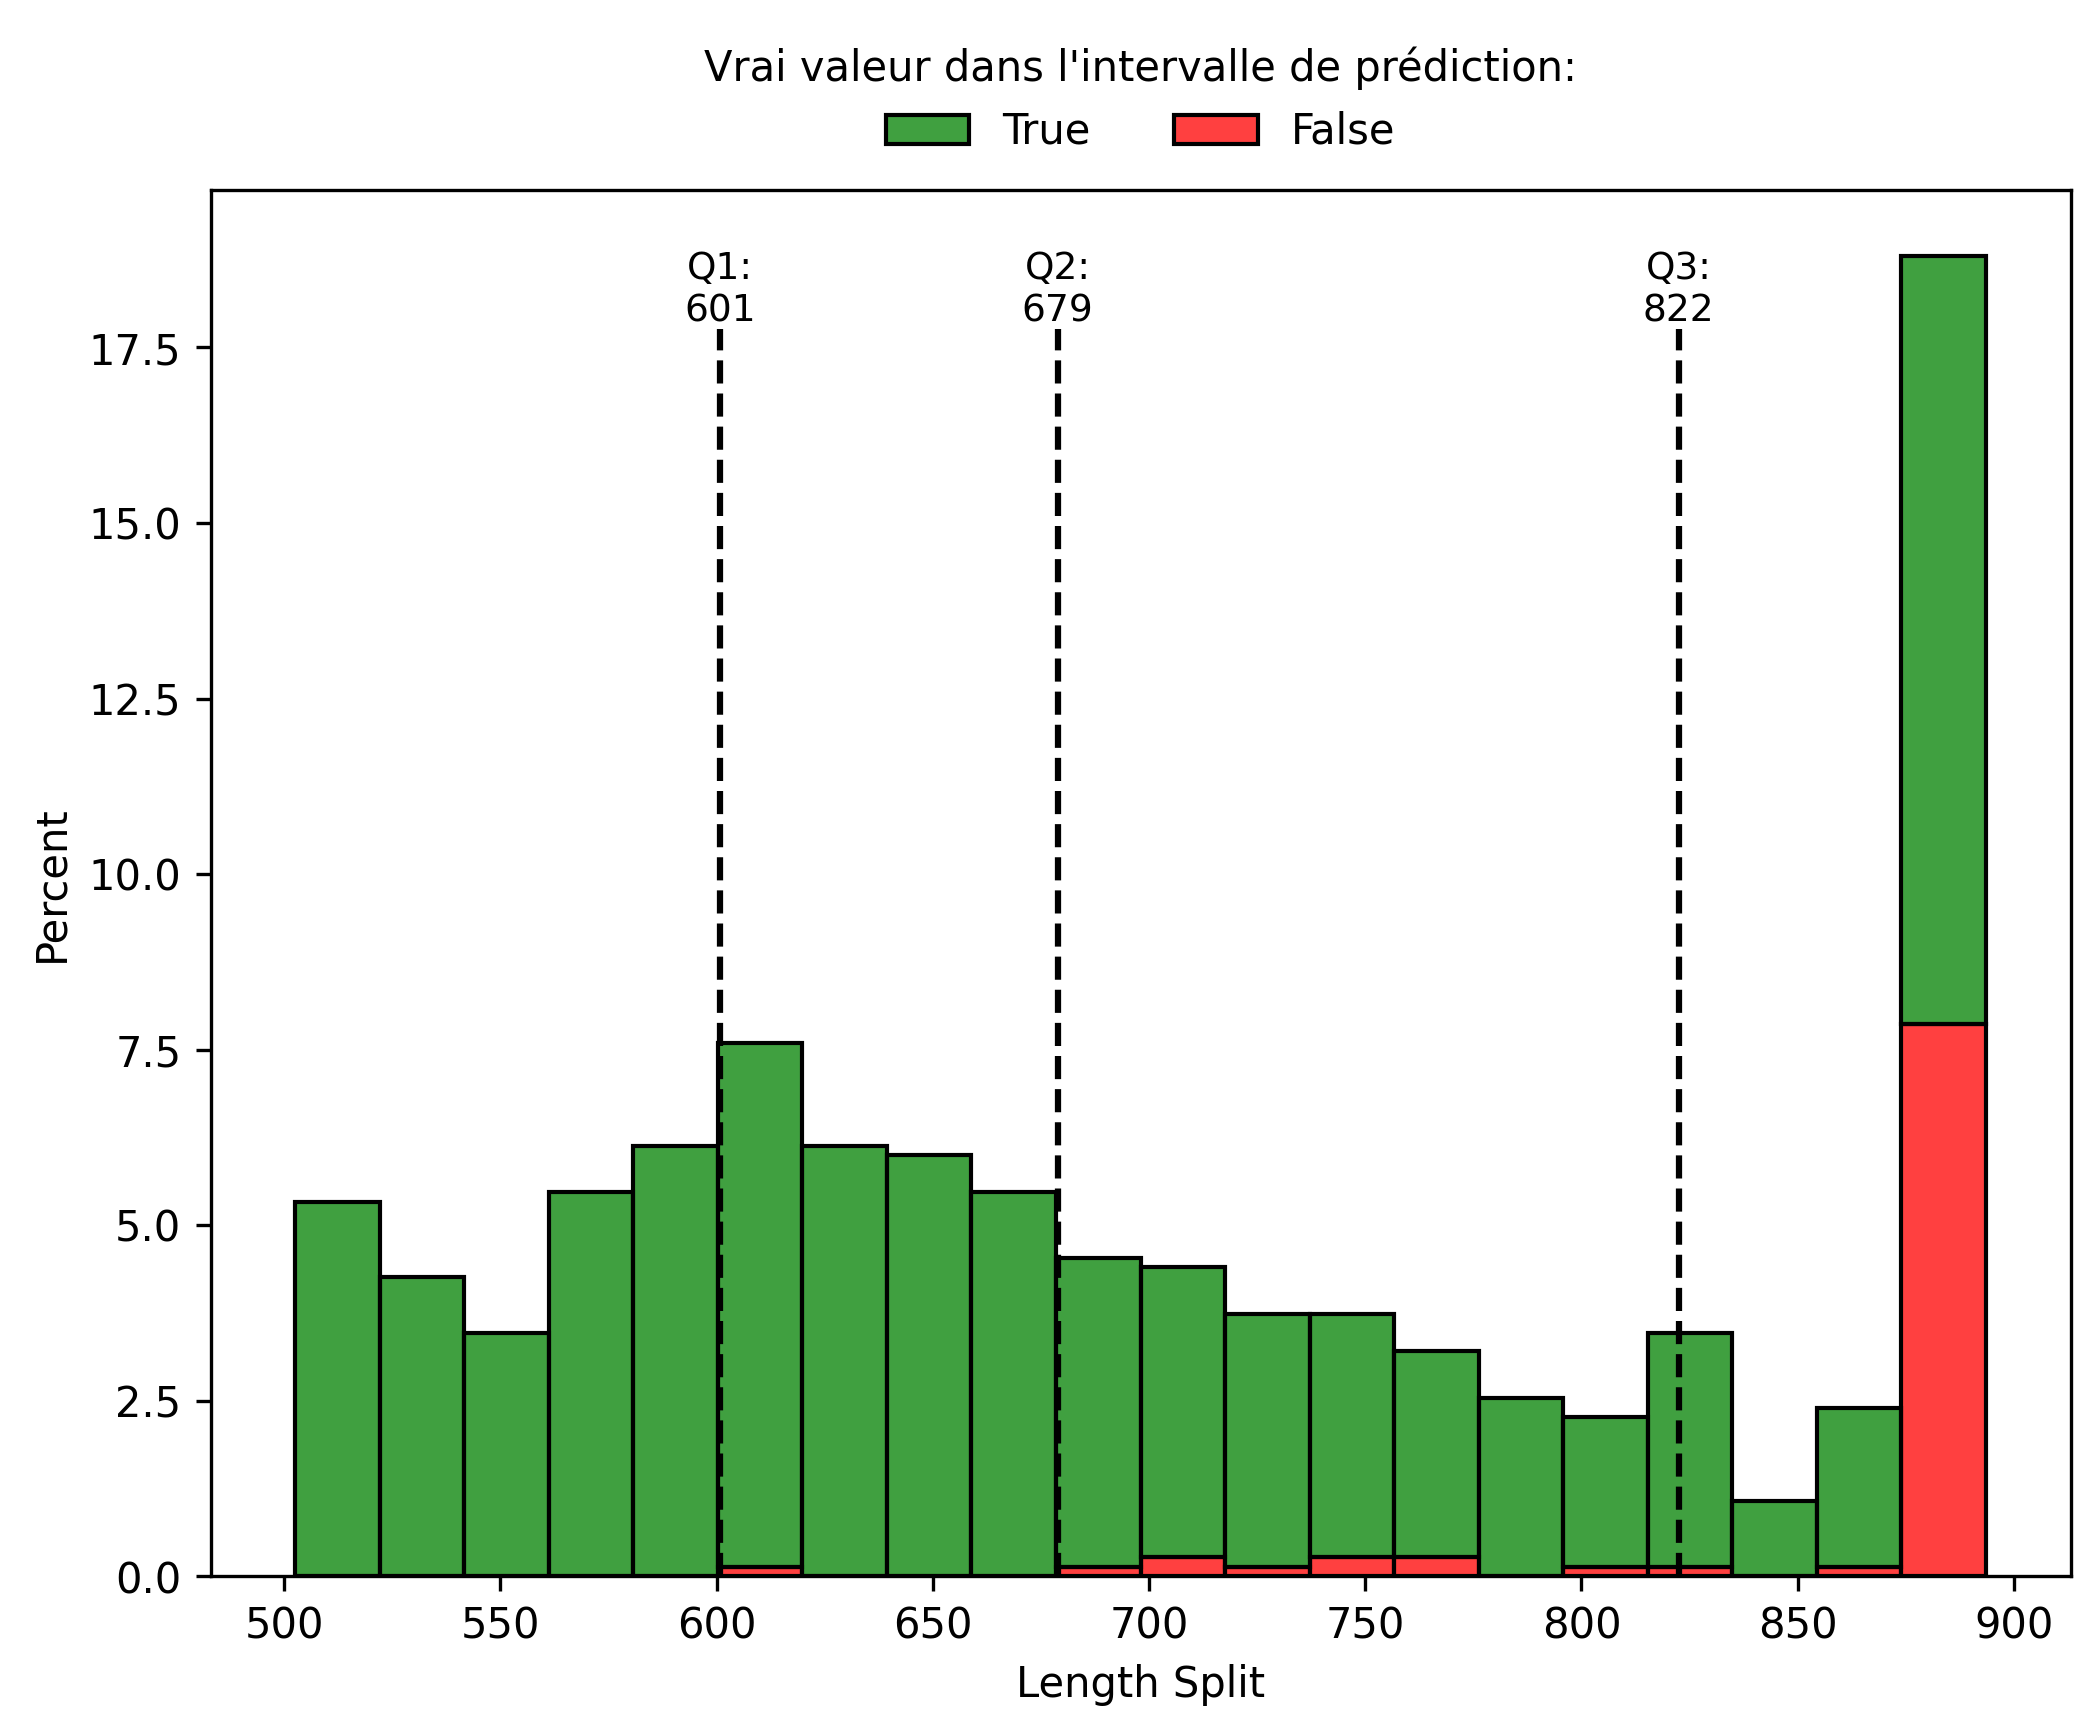 Vrai valeur dans l'intervalle de prédiction:
True False
Q1:
601
Q2:
679
Q3:
822
17.5
15.0
12.5
10.0
7.5
5.0
2.5
0.0
Percent
500 550 600 650 700 750 800 850 900
Length Split